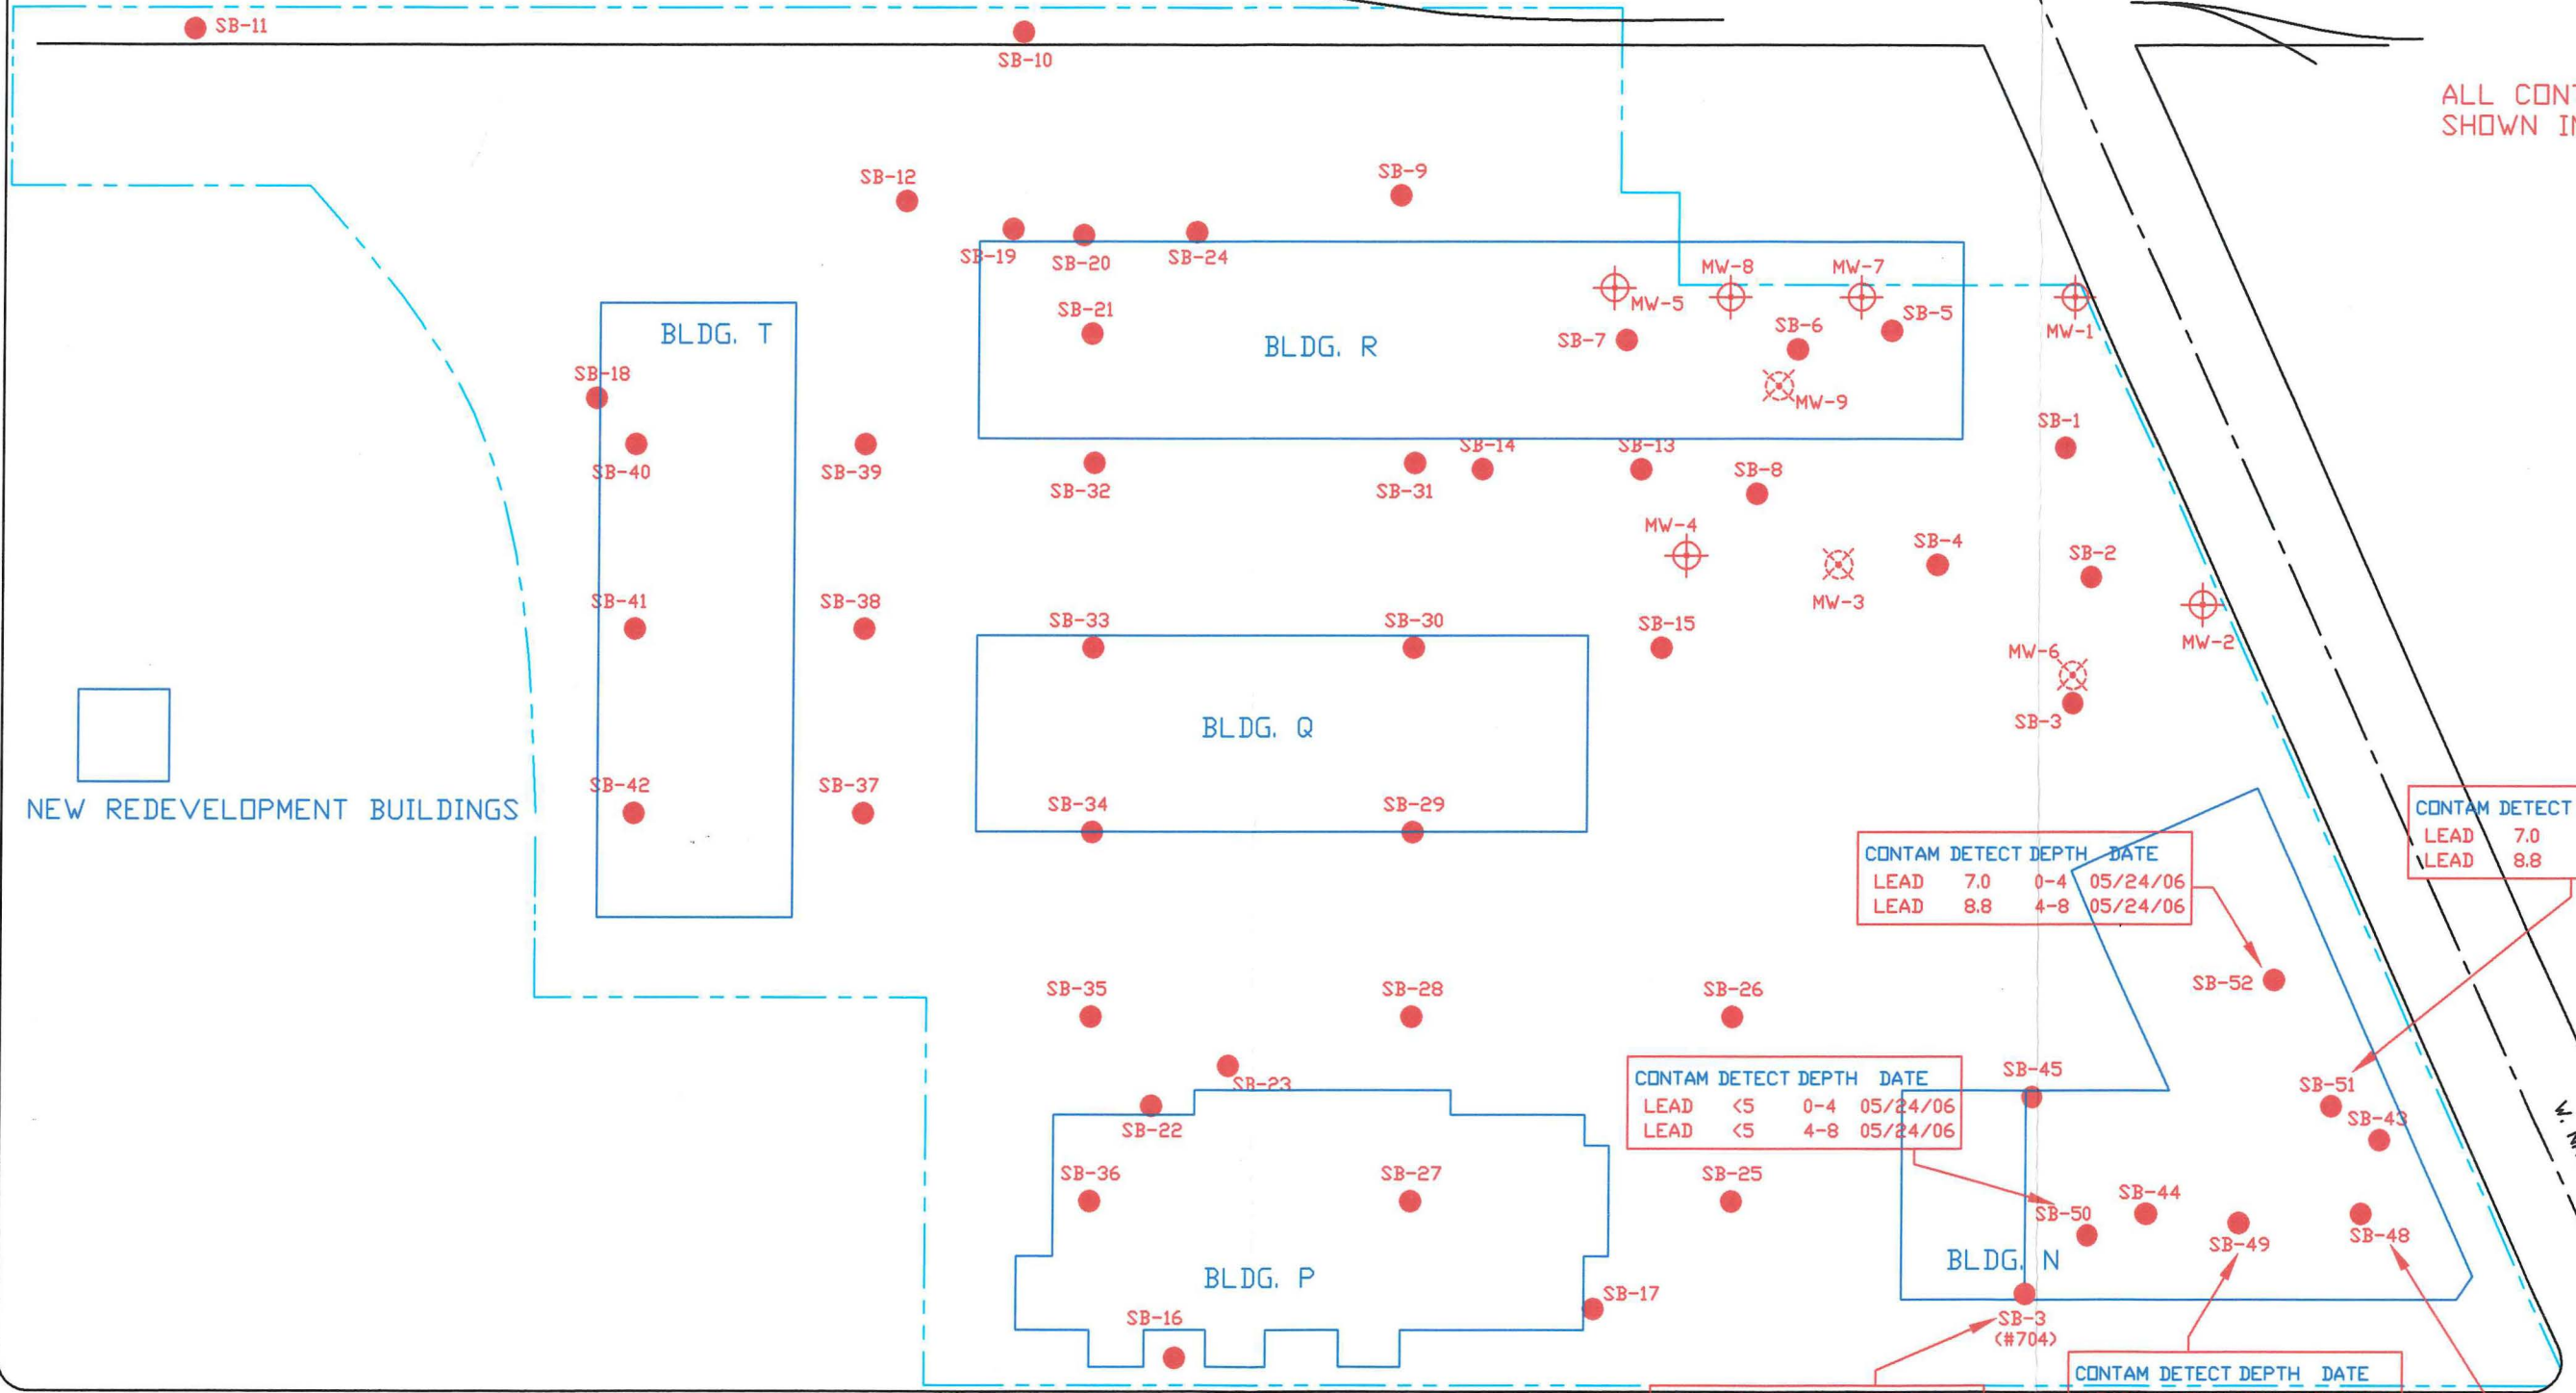 SB-11
SB-10
ALL CONT
SHOWN IN
SB-12
SB-9
SB-19
SB-20
SB-24
MW-8
MW-7
MW-5
SB-21
SB-5
SB-6
MW-1
BLDG. T
BLDG. R
SB-7
SB-18
MW-9
SB-1
SB-40
SB-39
SB-14
SB-13
SB-32
SB-31
SB-8
MW-4
SB-4
SB-2
SB-41
SB-38
MW-3
SB-33
SB-30
SB-15
MW-2
MW-6
SB-3
BLDG. Q
SB-42
SB-37
SB-34
SB-29
NEW REDEVELOPMENT BUILDINGS
CONTAM DETECT
LEAD 7.0
LEAD 8.8
CONTAM DETECT DEPTH DATE
LEAD 7.0 0-4 05/24/06
LEAD 8.8 4-8 05/24/06
SB-52
SB-35
SB-28
SB-26
SB-45
SB-23
SB-51
SB-43
CONTAM DETECT DEPTH DATE
LEAD <5 0-4 05/24/06
LEAD <5 4-8 05/24/06
SB-22
SB-36
SB-27
SB-25
SB-44
SB-50
SB-49
SB-48
BLDG. N
BLDG. P
SB-17
SB-16
SB-3
(#704)
CONTAM DETECT DEPTH DATE
W.